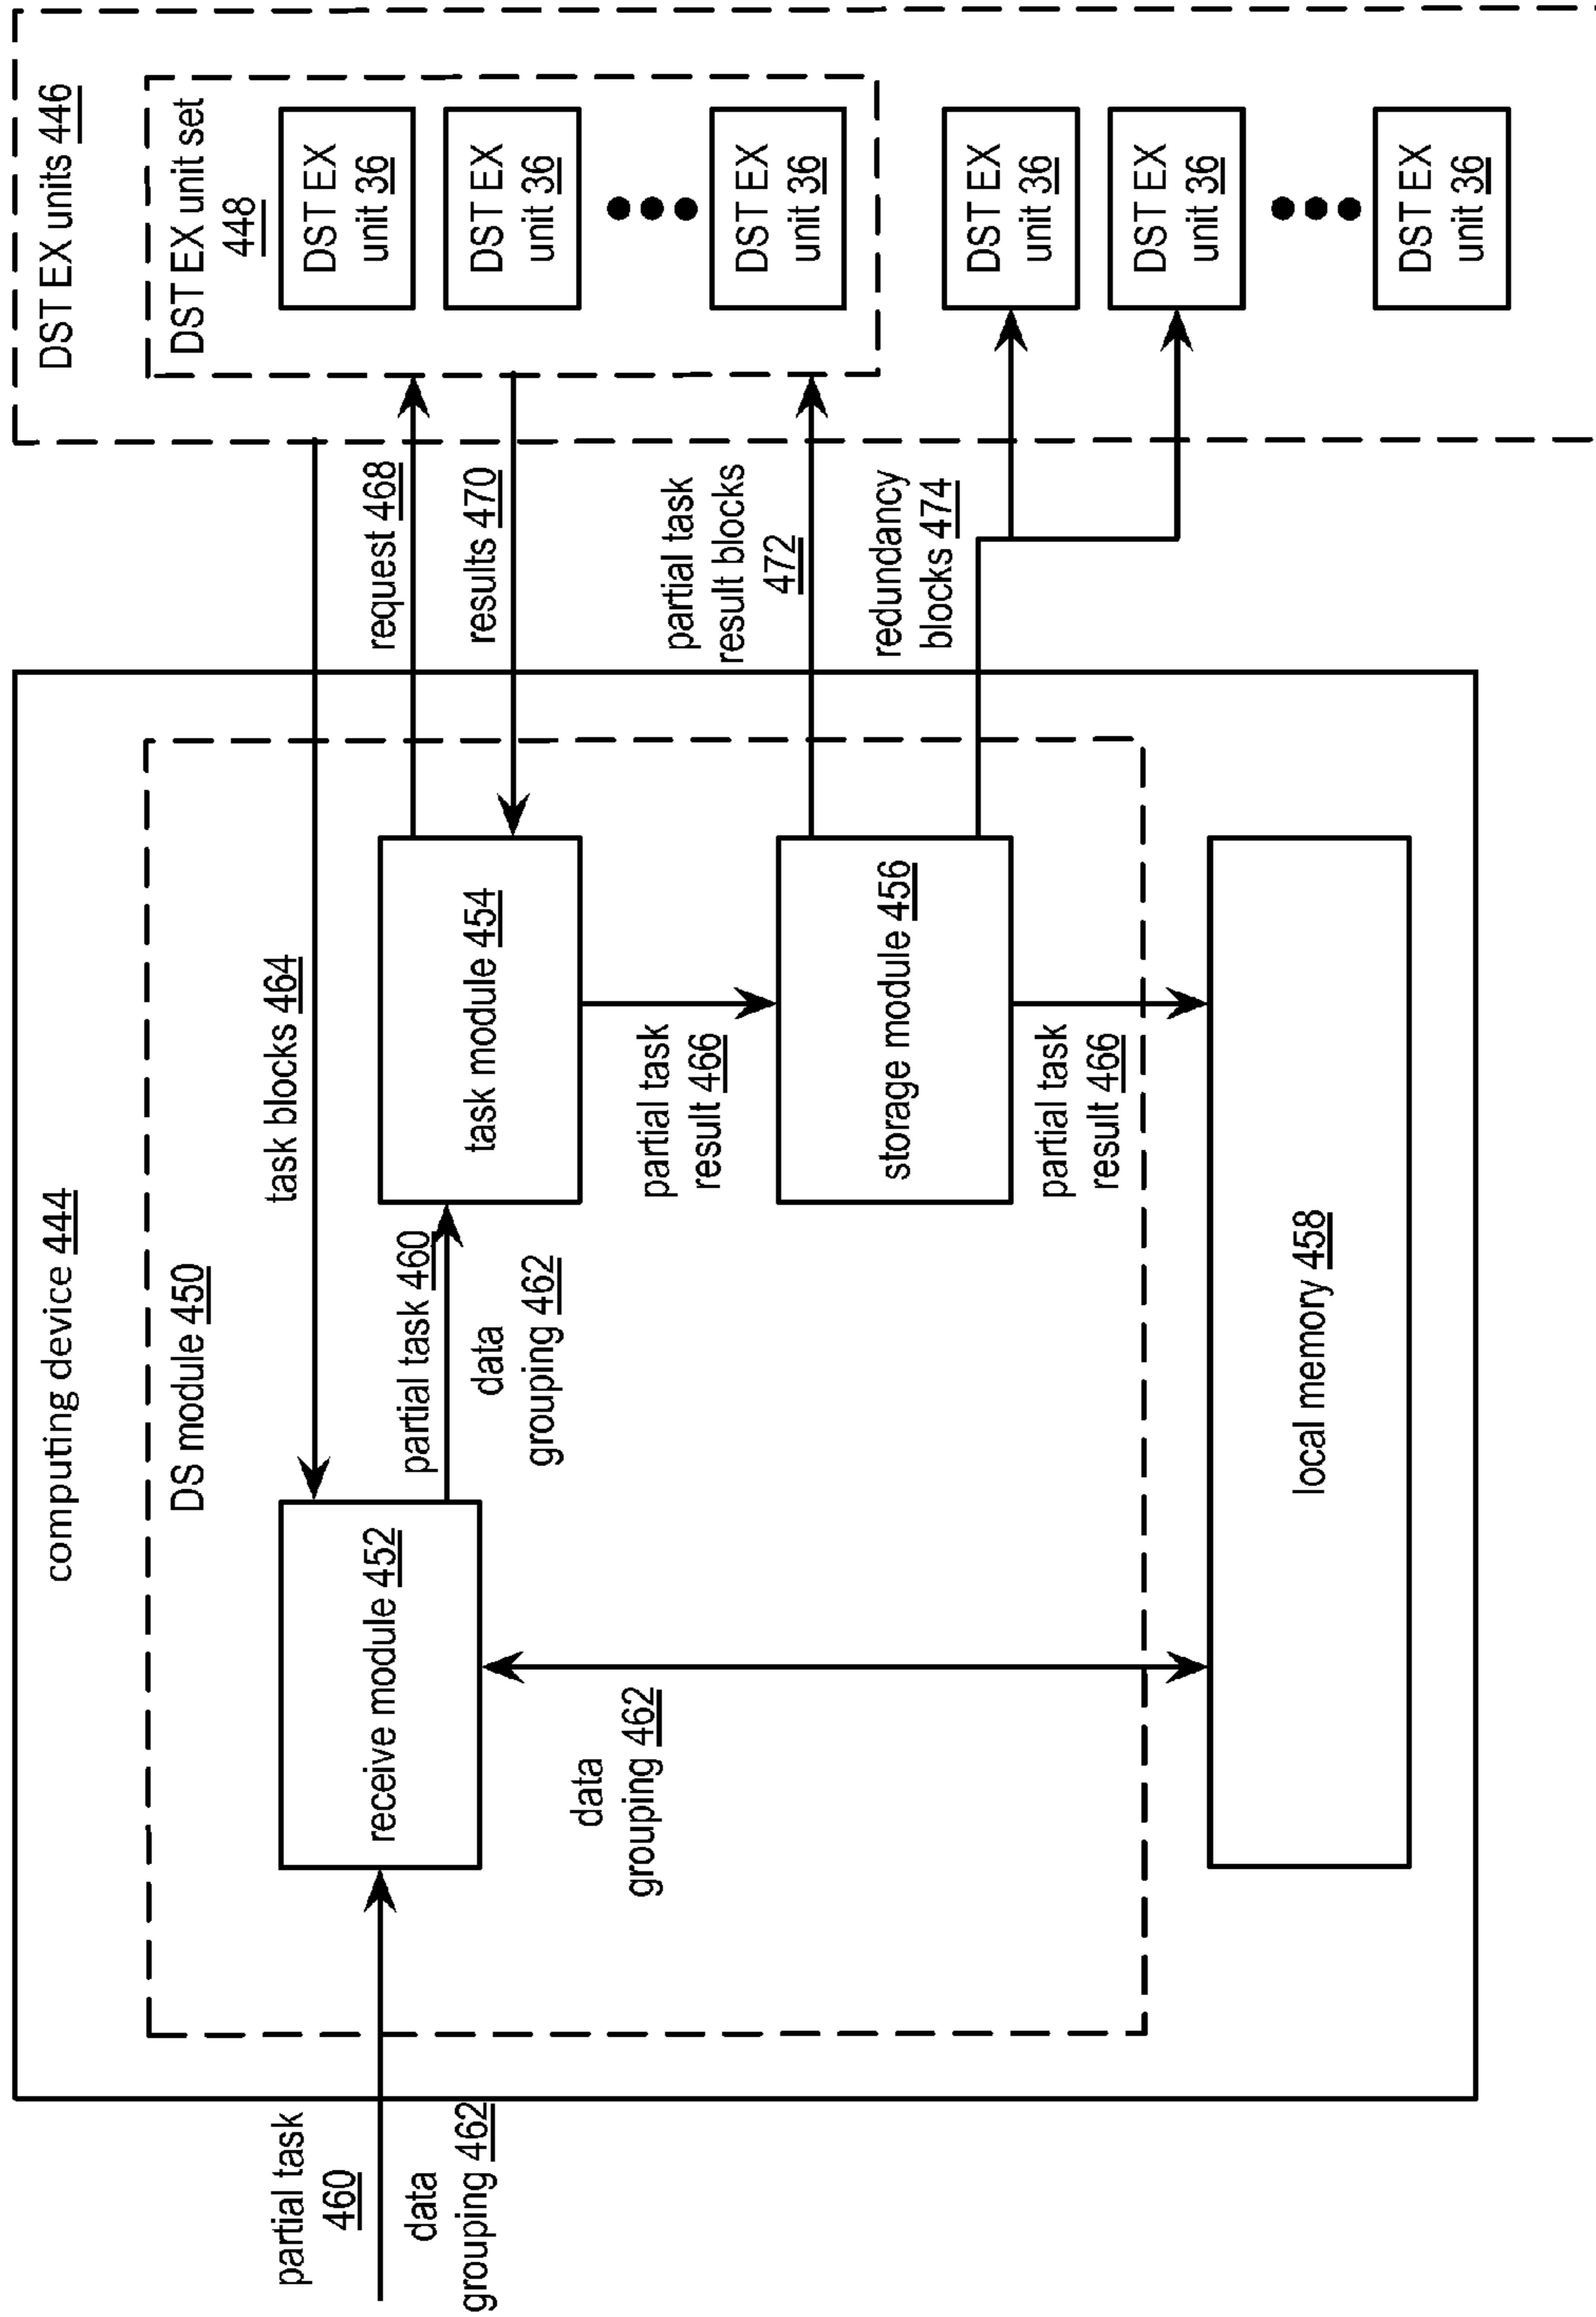 computing device 444
DS module 450
partial task
460
data
grouping 462
receive module 452
task blocks 464
partial task 460
data
grouping 462
task module 454
data
grouping 462
partial task
result 466
storage module 456
partial task
result 466
local memory 458
request 468
results 470
partial task
result blocks
472
redundancy
blocks 474
DST EX units 446
DST EX unit set
448
DST EX
unit 36
DST EX
unit 36
DST EX
unit 36
DST EX
unit 36
DST EX
unit 36
DST EX
unit 36